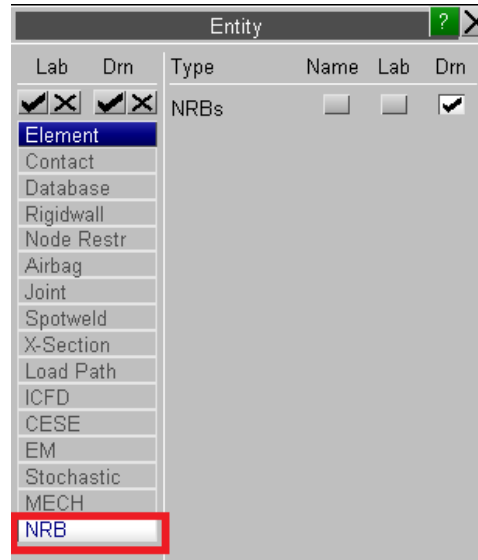 Entity ?
Lab Drn Type Name Lab Drn
NRBs
Element
Contact
Database
Rigidwall
Node Restr
Airbag
Joint
Spotweld
X-Section
Load Path
ICFD
CESE
EM
Stochastic
MECH
NRB